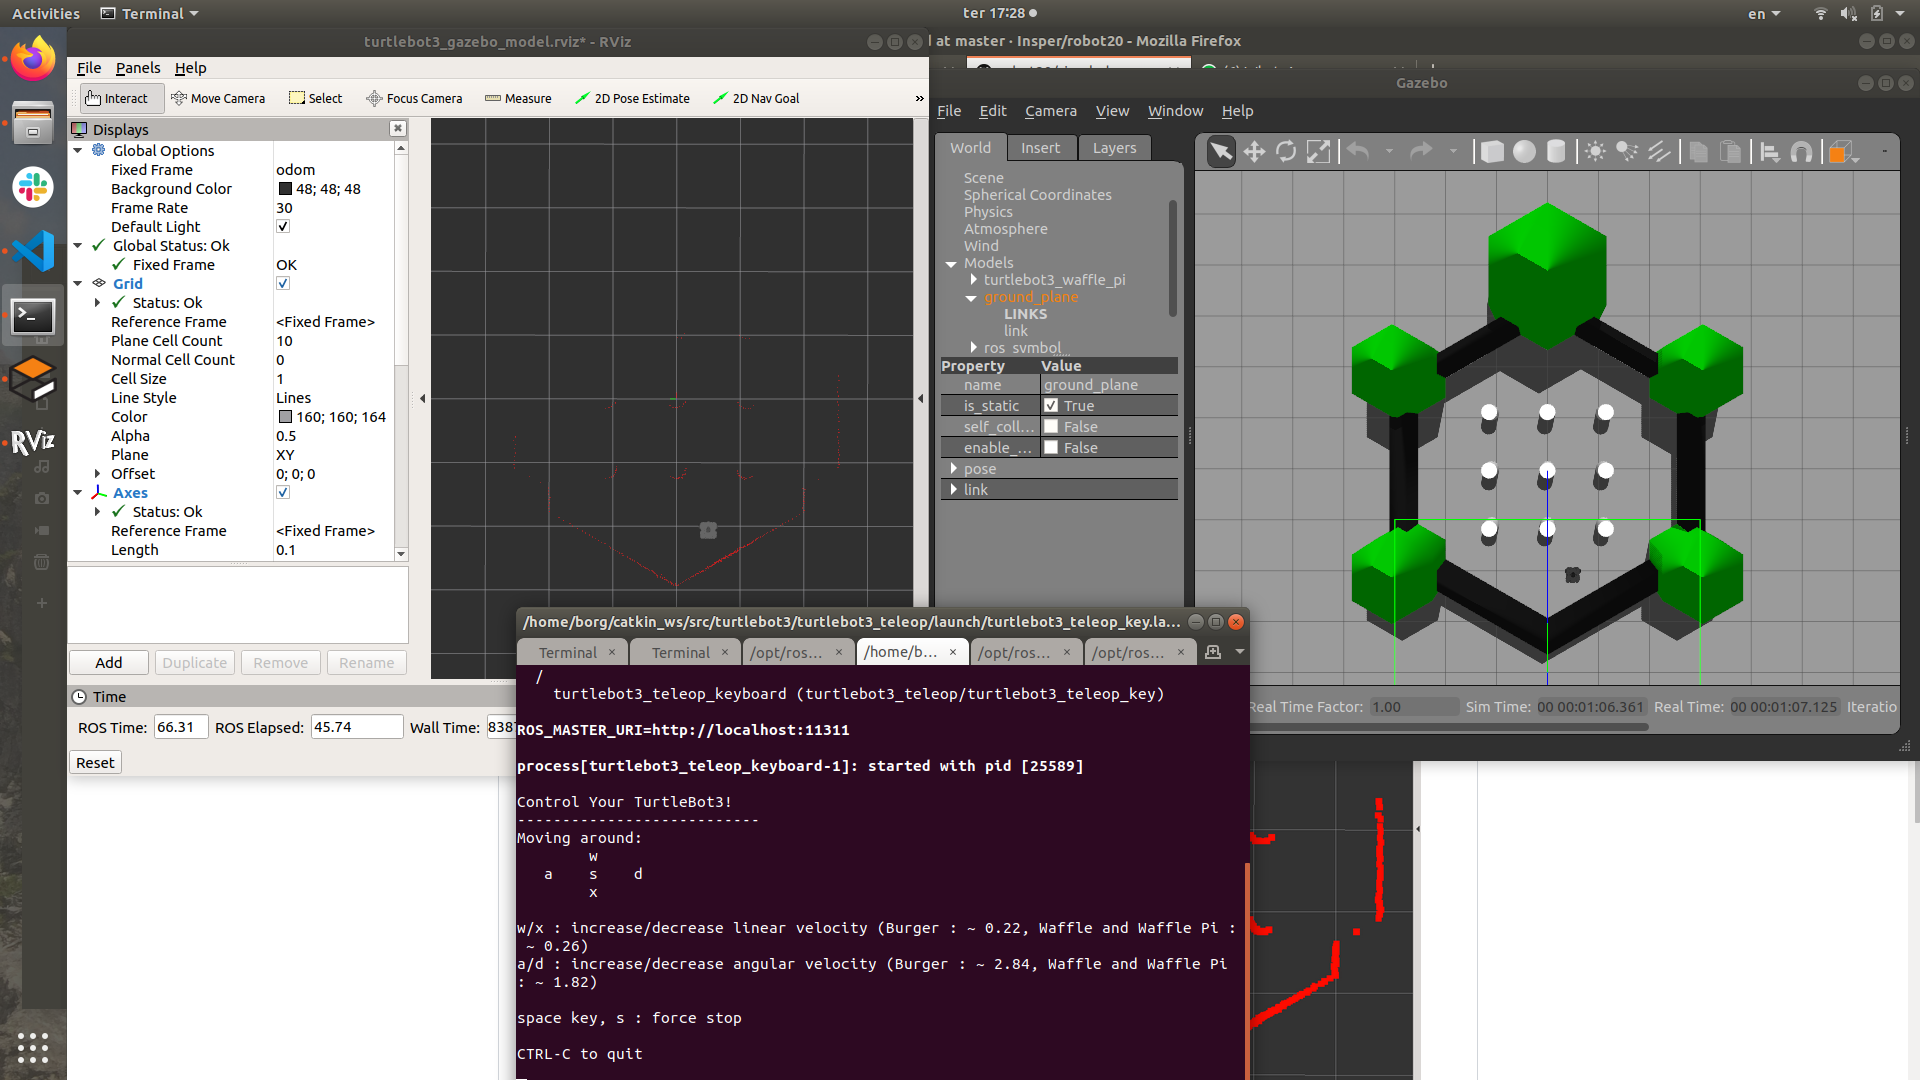 Activities
Terminal
ter 17:28
en
turtlebot3_gazebo_model.rviz* - RViz
d at master · Insper/robot20 - Mozilla Firefox
File Panels Help
Interact Move Camera Select Focus Camera Measure 2D Pose Estimate 2D Nav Goal »
Displays
Global Options
Fixed Frame odom
Background Color 48; 48; 48
Frame Rate 30
Default Light
Global Status: Ok
Fixed Frame OK
Grid
Status: Ok
Reference Frame <Fixed Frame>
Plane Cell Count 10
Normal Cell Count 0
Cell Size 1
Line Style Lines
Color 160; 160; 164
Alpha 0.5
Plane XY
Offset 0; 0; 0
Axes
Status: Ok
Reference Frame <Fixed Frame>
Length 0.1
Add Duplicate Remove Rename
Time
ROS Time: 66.31 ROS Elapsed: 45.74 Wall Time: 838
Reset
RViz
Gazebo
File Edit Camera View Window Help
World Insert Layers
Scene
Spherical Coordinates
Physics
Atmosphere
Wind
Models
turtlebot3_waffle_pi
ground_plane
LINKS
link
ros_symbol
Property Value
name ground_plane
is_static True
self_coll... False
enable_... False
pose
link
Real Time Factor: 1.00 Sim Time: 00 00:01:06.361 Real Time: 00 00:01:07.125 Iteratio
/home/borg/catkin_ws/src/turtlebot3/turtlebot3_teleop/launch/turtlebot3_teleop_key.la...
Terminal × Terminal × /opt/ros... × /home/b... × /opt/ros... × /opt/ros... ×
/
turtlebot3_teleop_keyboard (turtlebot3_teleop/turtlebot3_teleop_key)
ROS_MASTER_URI=http://localhost:11311
process[turtlebot3_teleop_keyboard-1]: started with pid [25589]
Control Your TurtleBot3!
---------------------------
Moving around:
w
a s d
x
w/x : increase/decrease linear velocity (Burger : ~ 0.22, Waffle and Waffle Pi :
~ 0.26)
a/d : increase/decrease angular velocity (Burger : ~ 2.84, Waffle and Waffle Pi
: ~ 1.82)
space key, s : force stop
CTRL-C to quit